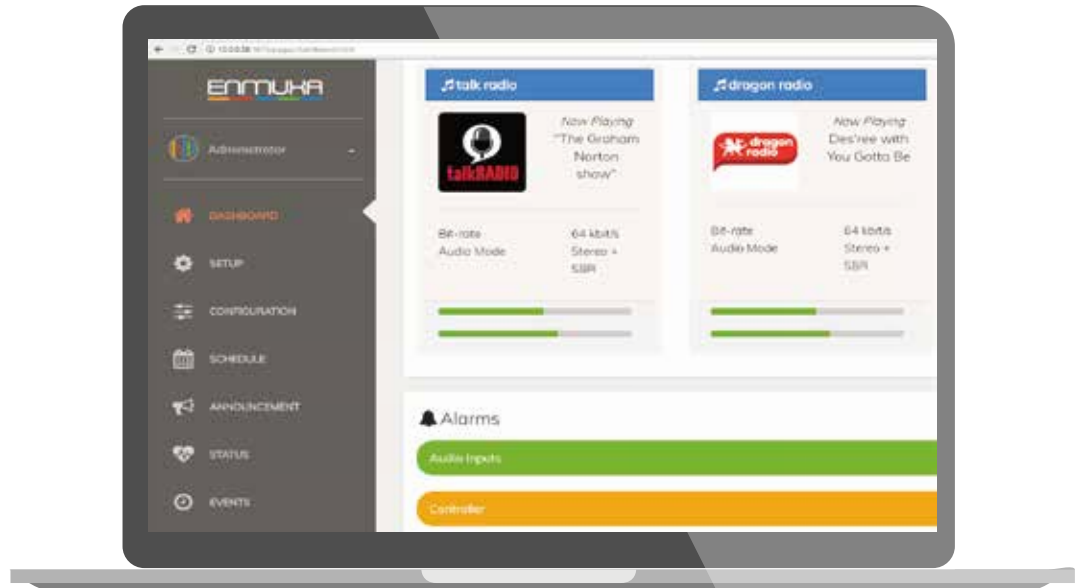 ENMUXA
Administrator
DASHBOARD
SETUP
CONFIGURATION
SCHEDULE
ANNOUNCEMENT
STATUS
EVENTS
talk radio
talkRADIO
Now Playing
"The Graham
Norton
show"
Bit-rate
64 kbit/s
Audio Mode
Stereo +
SBR
dragon radio
dragon
radio
Now Playing
Des'ree with
You Gotta Be
Bit-rate
64 kbit/s
Audio Mode
Stereo +
SBR
Alarms
Audio Inputs
Controller